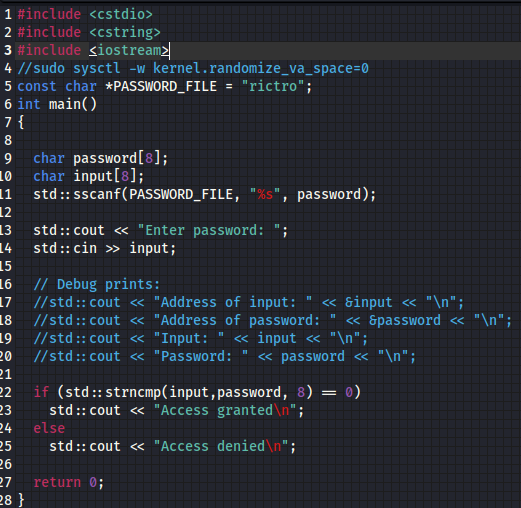 1 #include <cstdio>
2 #include <cstring>
3 #include <iostream>
4 //sudo sysctl -w kernel.randomize_va_space=0
5 const char *PASSWORD_FILE = "rictro";
6 int main()
7 {
8
9   char password[8];
10   char input[8];
11   std::sscanf(PASSWORD_FILE, "%s", password);
12
13   std::cout << "Enter password: ";
14   std::cin >> input;
15
16   // Debug prints:
17   //std::cout << "Address of input: " << &input << "\n";
18   //std::cout << "Address of password: " << &password << "\n";
19   //std::cout << "Input: " << input << "\n";
20   //std::cout << "Password: " << password << "\n";
21
22   if (std::strncmp(input,password, 8) == 0)
23     std::cout << "Access granted\n";
24   else
25     std::cout << "Access denied\n";
26
27   return 0;
28 }